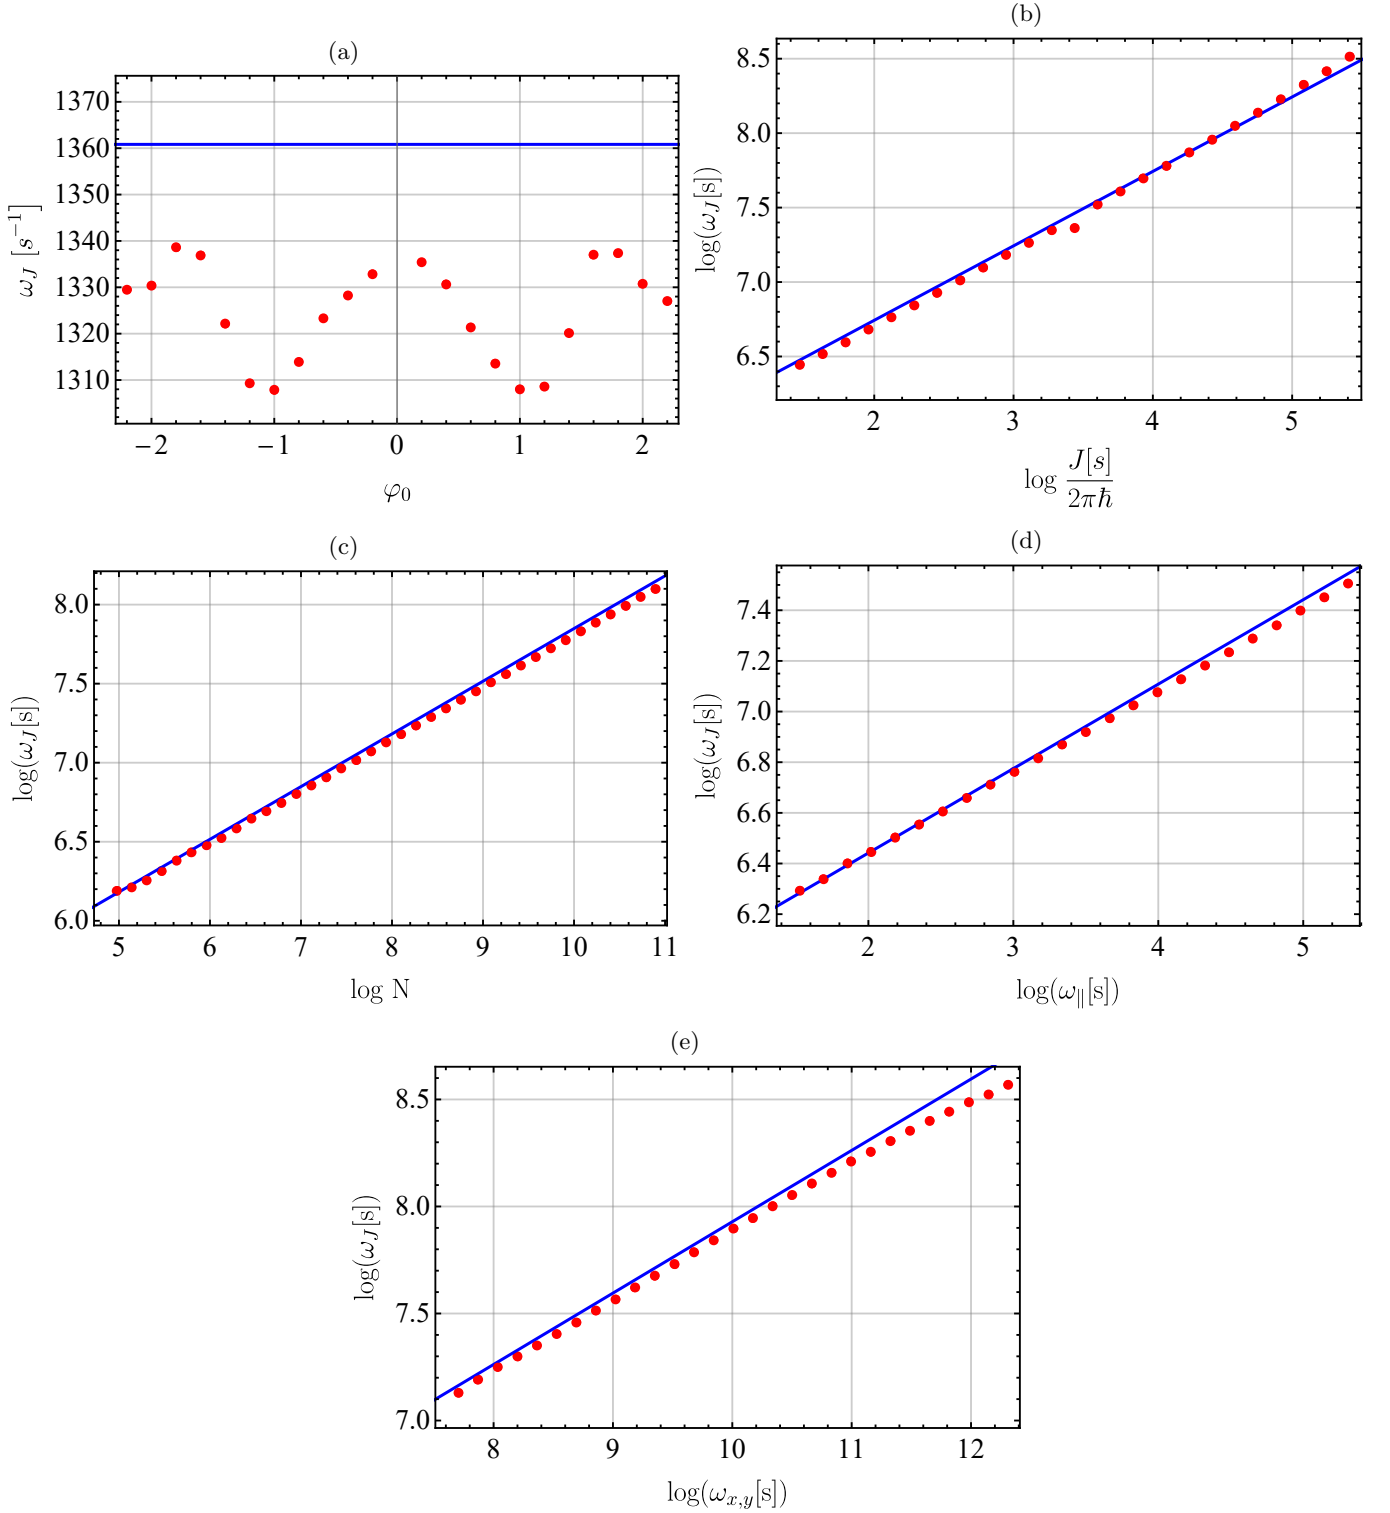 (a)
1370
1360
1350
1340
1330
1320
1310
ω_J [s⁻¹]
−2 −1 0 1 2
φ₀
(b)
8.5
8.0
7.5
7.0
6.5
log(ω_J[s])
2 3 4 5
log J[s]/2πħ
(c)
8.0
7.5
7.0
6.5
6.0
log(ω_J[s])
5 6 7 8 9 10 11
log N
(d)
7.4
7.2
7.0
6.8
6.6
6.4
6.2
log(ω_J[s])
2 3 4 5
log(ω_∥[s])
(e)
8.5
8.0
7.5
7.0
log(ω_J[s])
8 9 10 11 12
log(ω_{x,y}[s])